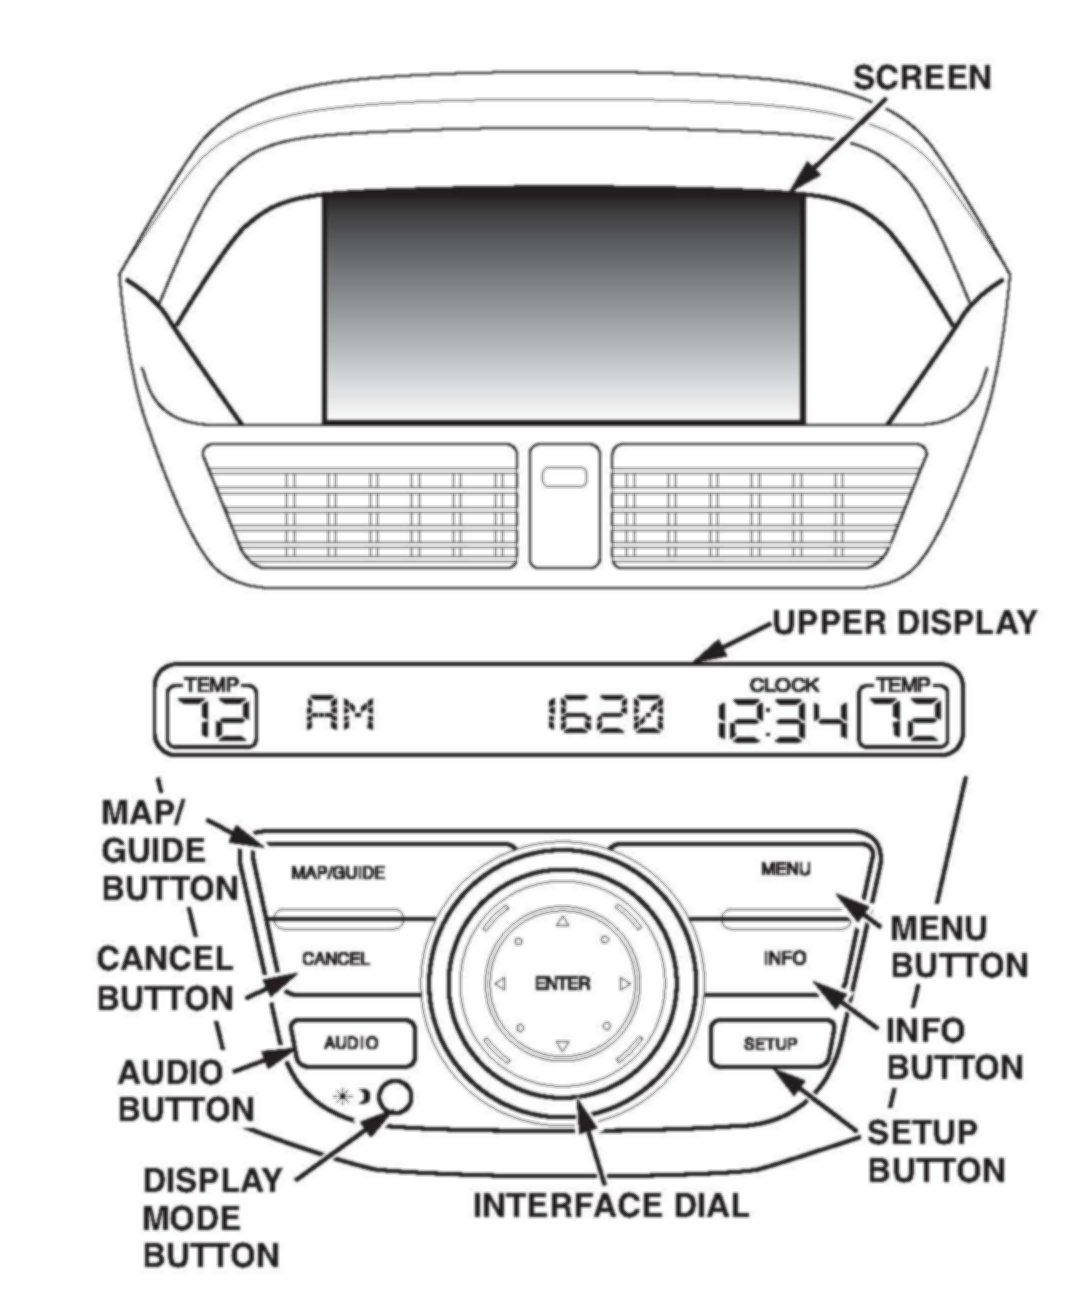 SCREEN
UPPER DISPLAY
TEMP
72
AM
1620
CLOCK
12:34
TEMP
72
MAP/
GUIDE
BUTTON
MAP/GUIDE
MENU
MENU
BUTTON
CANCEL
BUTTON
CANCEL
ENTER
INFO
INFO
BUTTON
AUDIO
BUTTON
AUDIO
SETUP
SETUP
BUTTON
DISPLAY
MODE
BUTTON
INTERFACE DIAL